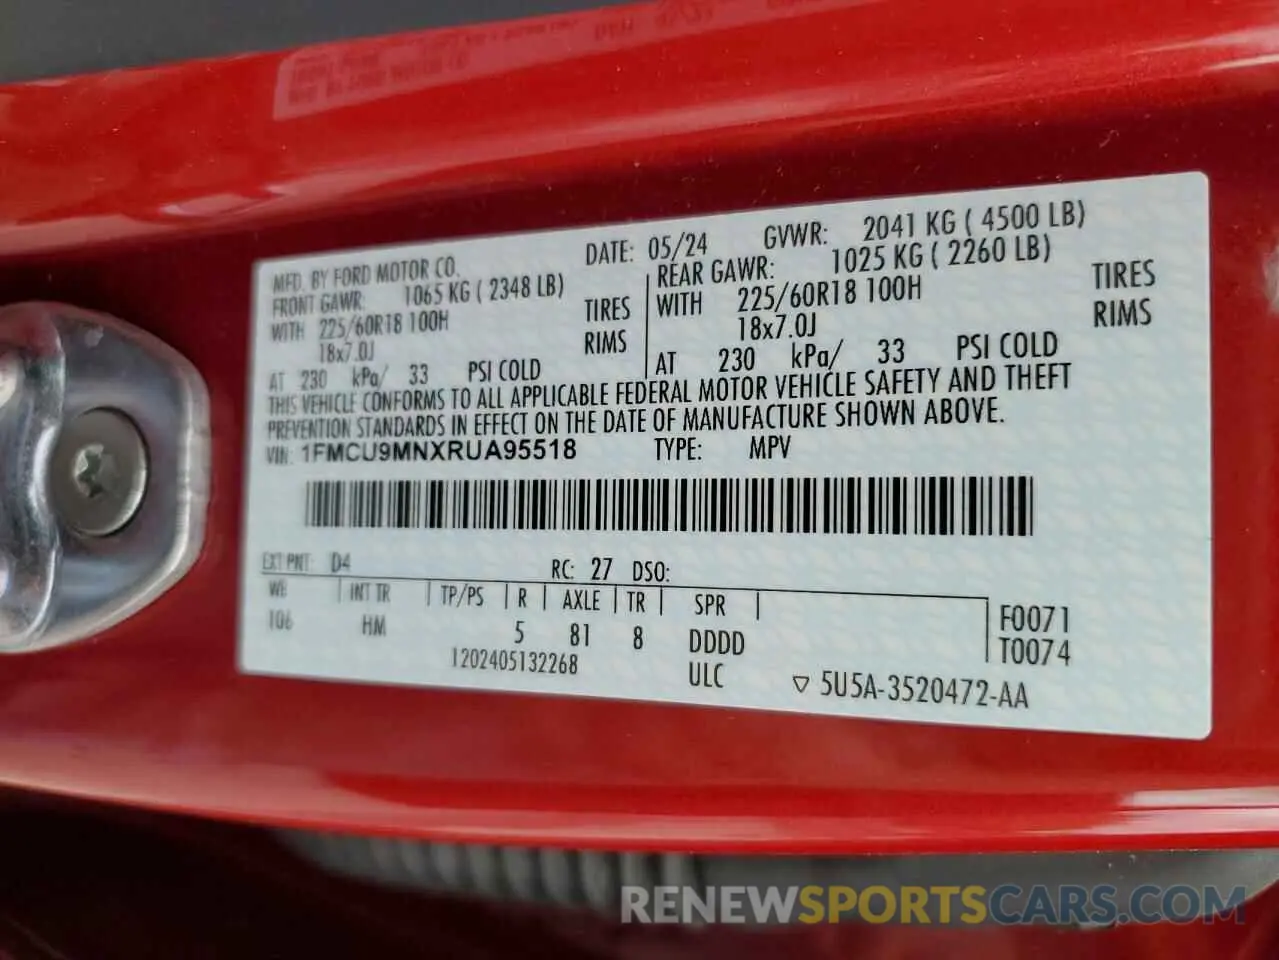 MFD. BY FORD MOTOR CO.
DATE: 05/24 GVWR: 2041 KG ( 4500 LB)
FRONT GAWR: 1065 KG ( 2348 LB) REAR GAWR: 1025 KG ( 2260 LB)
WITH 225/60R18 100H TIRES WITH 225/60R18 100H TIRES
18x7.0J RIMS 18x7.0J RIMS
AT 230 kPa/ 33 PSI COLD AT 230 kPa/ 33 PSI COLD
THIS VEHICLE CONFORMS TO ALL APPLICABLE FEDERAL MOTOR VEHICLE SAFETY AND THEFT
PREVENTION STANDARDS IN EFFECT ON THE DATE OF MANUFACTURE SHOWN ABOVE.
VIN: 1FMCU9MNXRUA95518 TYPE: MPV
EXT PNT: D4 RC: 27 DSO:
WB INT TR TP/PS R AXLE TR SPR
106 HM 5 81 8 DDDD
F0071
T0074
1202405132268 ULC ▽ 5U5A-3520472-AA
RENEWSPORTSCARS.COM